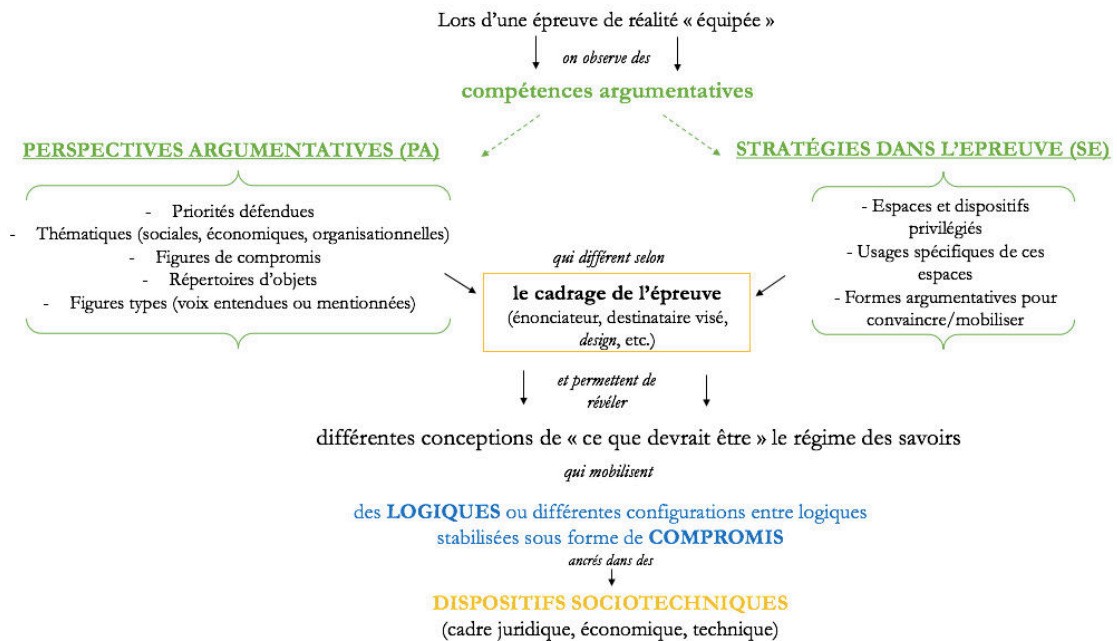 Lors d’une épreuve de réalité « équipée »
on observe des
compétences argumentatives
PERSPECTIVES ARGUMENTATIVES (PA)
- Priorités défendues
- Thématiques (sociales, économiques, organisationnelles)
- Figures de compromis
- Répertoires d’objets
- Figures types (voix entendues ou mentionnées)
STRATÉGIES DANS L’EPREUVE (SE)
- Espaces et dispositifs
privilégiés
- Usages spécifiques de ces
espaces
- Formes argumentatives pour
convaincre/mobiliser
qui différent selon
le cadrage de l’épreuve
(énonciateur, destinataire visé,
design, etc.)
et permettent de
révéler
différentes conceptions de « ce que devrait être » le régime des savoirs
qui mobilisent
des LOGIQUES ou différentes configurations entre logiques
stabilisées sous forme de COMPROMIS
ancrés dans des
DISPOSITIFS SOCIOTECHNIQUES
(cadre juridique, économique, technique)